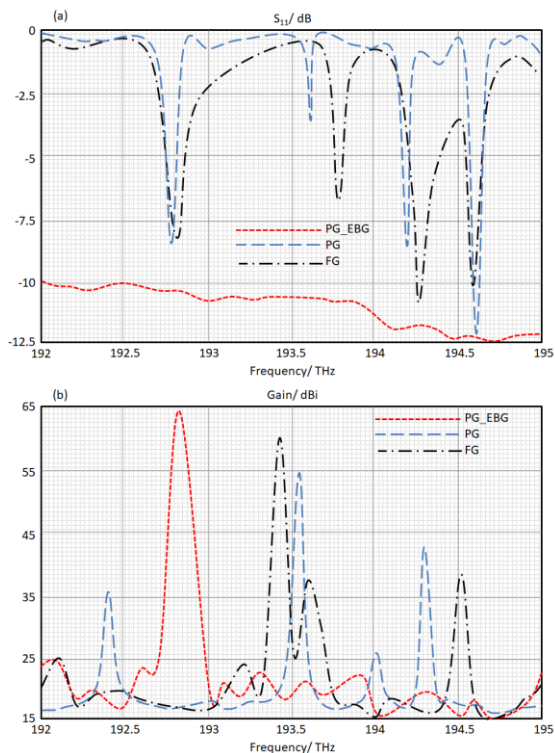 (a) S11/ dB
0
-2.5
-5
-7.5
-10
-12.5
PG_EBG
PG
FG
192 192.5 193 193.5 194 194.5 195
Frequency/ THz
(b) Gain/ dBi
65
55
45
35
25
15
PG_EBG
PG
FG
192 192.5 193 193.5 194 194.5 195
Frequency/ THz